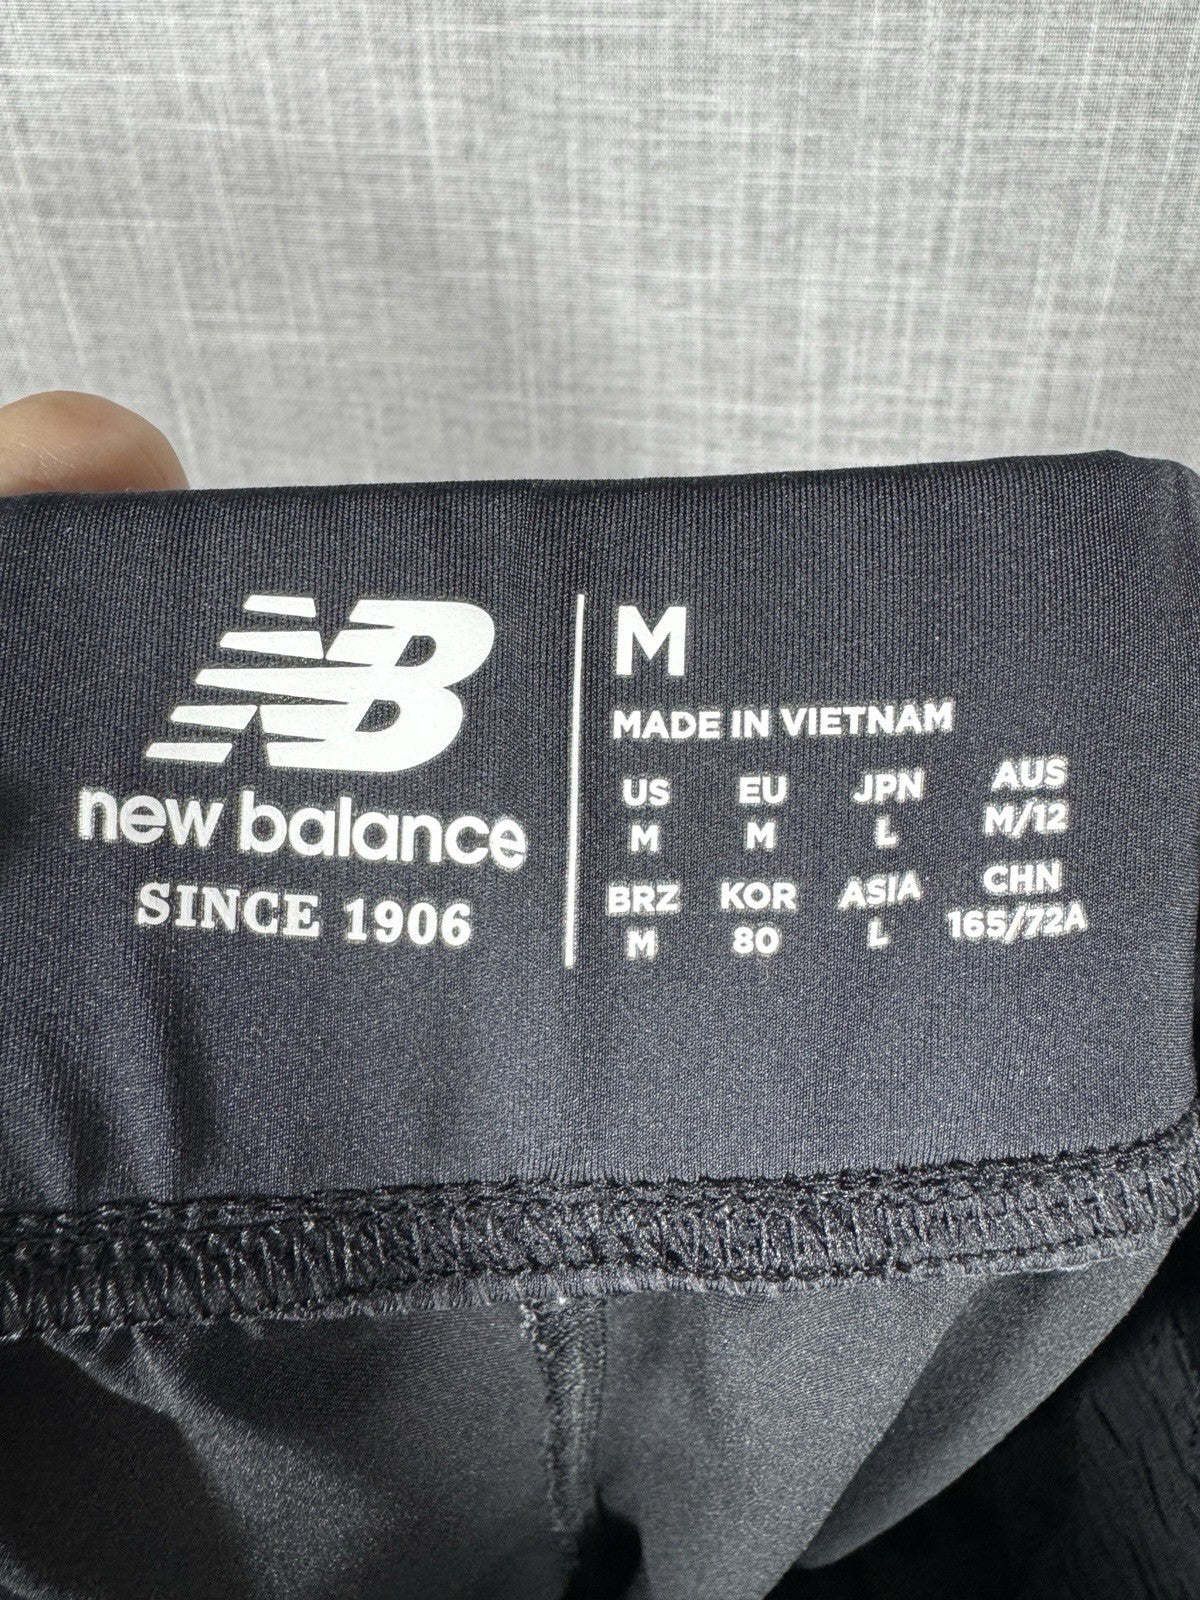 NB
new balance
SINCE 1906
M
MADE IN VIETNAM
US EU JPN AUS
M M L M/12
BRZ KOR ASIA CHN
M 80 L 165/72A